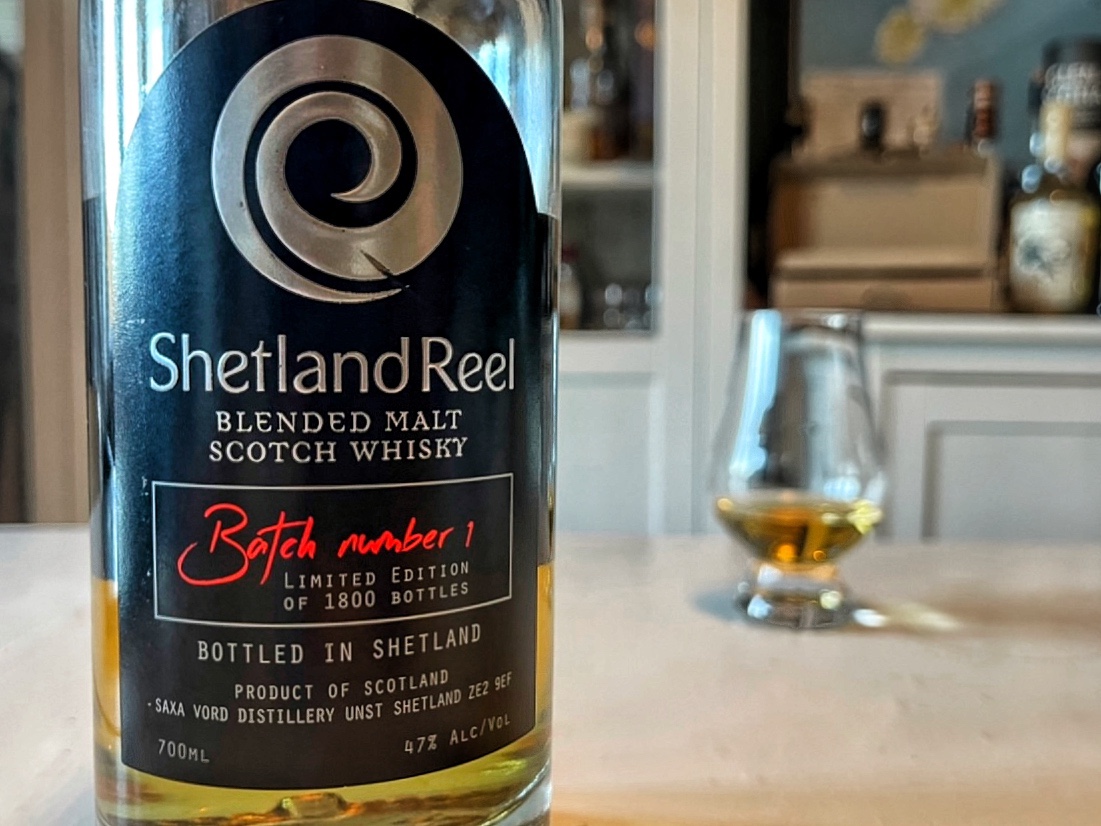 Shetland Reel
BLENDED MALT
SCOTCH WHISKY
Batch number 1
LIMITED EDITION
OF 1800 BOTTLES
BOTTLED IN SHETLAND
PRODUCT OF SCOTLAND
SAXA VORD DISTILLERY UNST SHETLAND ZE2 9EF
700ML 47% ALC/VOL